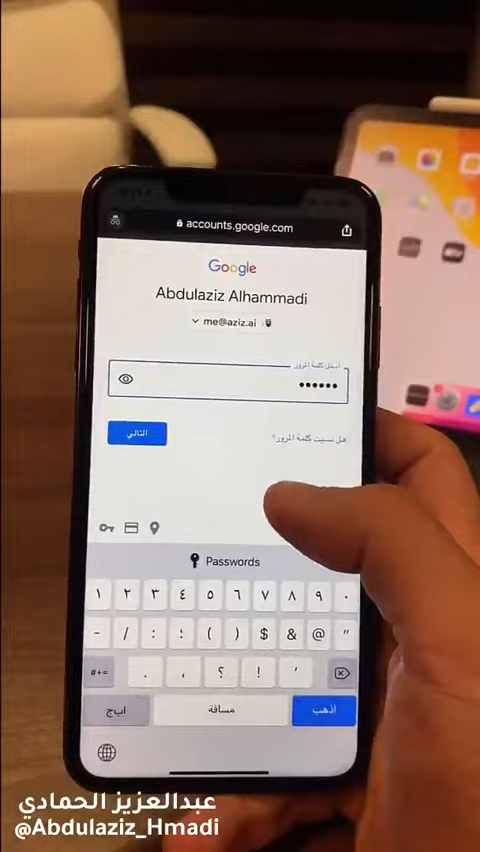 accounts.google.com
Google
Abdulaziz Alhammadi
me@aziz.ai
أدخل كلمة المرور
••••••
التالي
هل نسيت كلمة المرور؟
Passwords
١ ٢ ٣ ٤ ٥ ٦ ٧ ٨ ٩ ٠
- / : ؛ ( ) $ & @ "
#+= . ، ؟ ! '
أ ب ج مسافة اذهب
عبدالعزيز الحمادي
@Abdulaziz_Hmadi